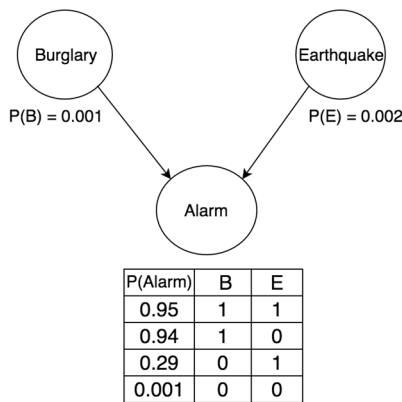 Burglary
Earthquake
P(B) = 0.001
P(E) = 0.002
Alarm
P(Alarm) B E
0.95 1 1
0.94 1 0
0.29 0 1
0.001 0 0